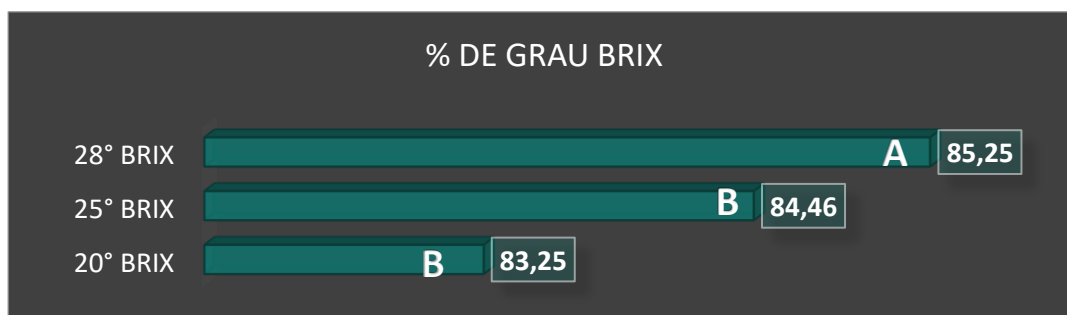 % DE GRAU BRIX
28° BRIX A 85,25
25° BRIX B 84,46
20° BRIX B 83,25